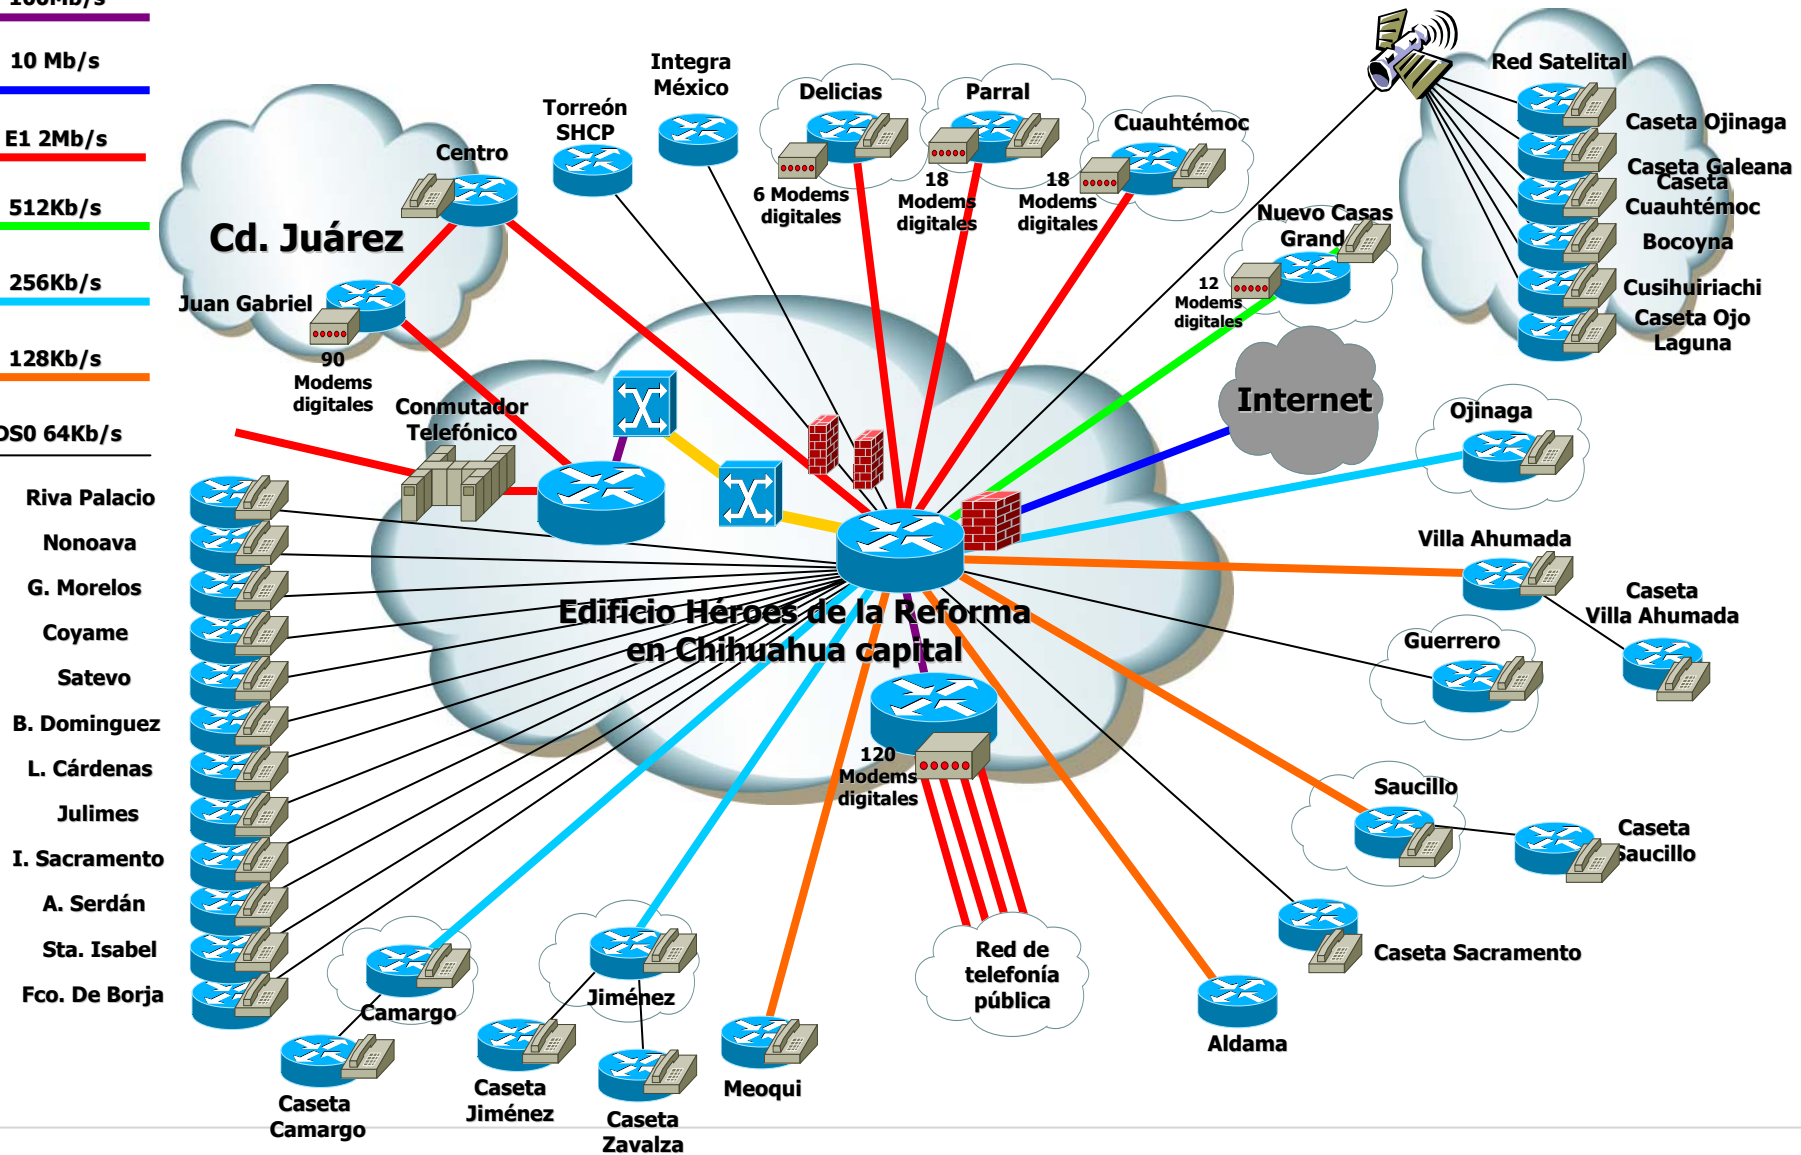 100Mb/s
10 Mb/s
E1 2Mb/s
512Kb/s
256Kb/s
128Kb/s
DS0 64Kb/s
Cd. Juárez
Centro
Juan Gabriel
90
Modems
digitales
Conmutador
Telefónico
Torreón
SHCP
Integra
México
Delicias
6 Modems
digitales
Parral
18
Modems
digitales
Cuauhtémoc
18
Modems
digitales
Nuevo Casas
Grand
12
Modems
digitales
Internet
Red Satelital
Caseta Ojinaga
Caseta Galeana
Caseta
Cuauhtémoc
Bocoyna
Cusihuiriachi
Caseta Ojo
Laguna
Ojinaga
Villa Ahumada
Caseta
Villa Ahumada
Guerrero
Saucillo
Caseta
Saucillo
Caseta Sacramento
Aldama
Edificio Héroes de la Reforma
en Chihuahua capital
120
Modems
digitales
Red de
telefonía
pública
Meoqui
Jiménez
Caseta
Jiménez
Caseta
Zavalza
Camargo
Caseta
Camargo
Riva Palacio
Nonoava
G. Morelos
Coyame
Satevo
B. Dominguez
L. Cárdenas
Julimes
I. Sacramento
A. Serdán
Sta. Isabel
Fco. De Borja